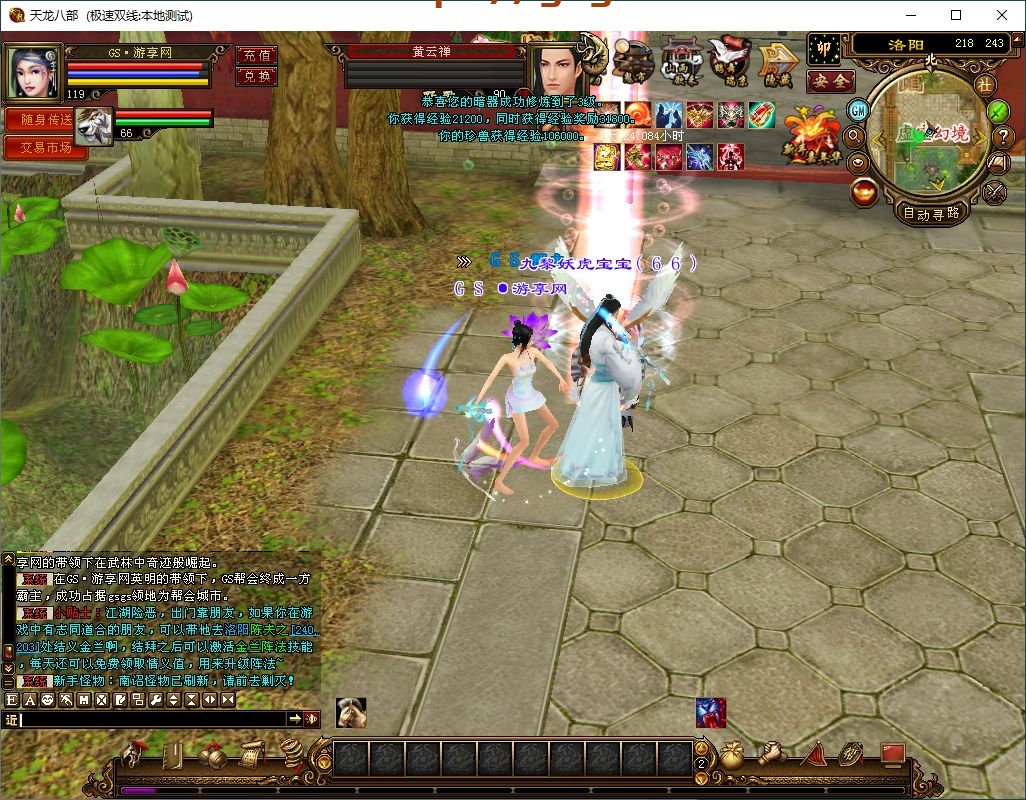 天龙八部 (极速双线:本地测试)
GS·游享网
充值
兑换
119
随身传送
交易市场
66
黄云禅
90
恭喜您的暗器成功修炼到了3级。
你获得经验21200，同时获得经验奖励31800。
你的珍兽获得经验106000。
卯
洛阳
218 243
安全
北
社
GM
虚
幻境
自动寻路
九黎妖虎宝宝(66)
GS●游享网
享网的带领下在武林中奇迹般崛起。
系统 在GS·游享网英明的带领下，GS帮会终成一方
霸主，成功占据gsgs领地为帮会城市。
系统 小贴士：江湖险恶，出门靠朋友，如果你在游
戏中有志同道合的朋友，可以带他去洛阳陈夫之[240,
203]处结义金兰啊，结拜之后可以激活金兰阵法技能
，每天还可以免费领取情义值，用来升级阵法~
系统 新手怪物：南诏怪物已刷新，请前去剿灭！
近
2